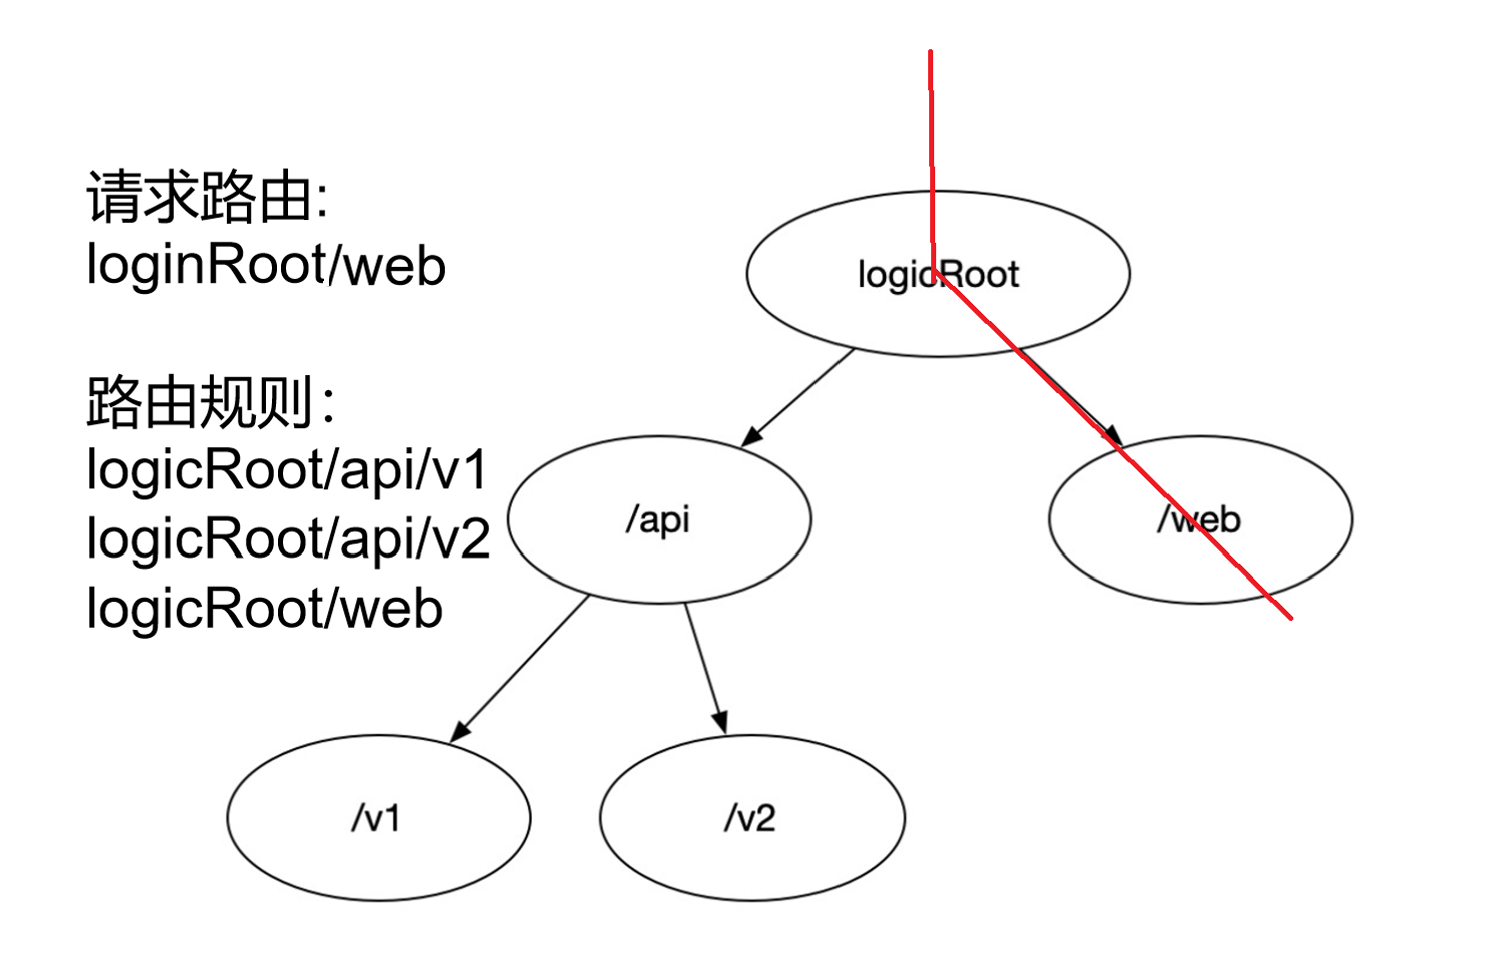 请求路由:
loginRoot/web
路由规则：
logicRoot/api/v1
logicRoot/api/v2
logicRoot/web
logicRoot
/api
/web
/v1
/v2